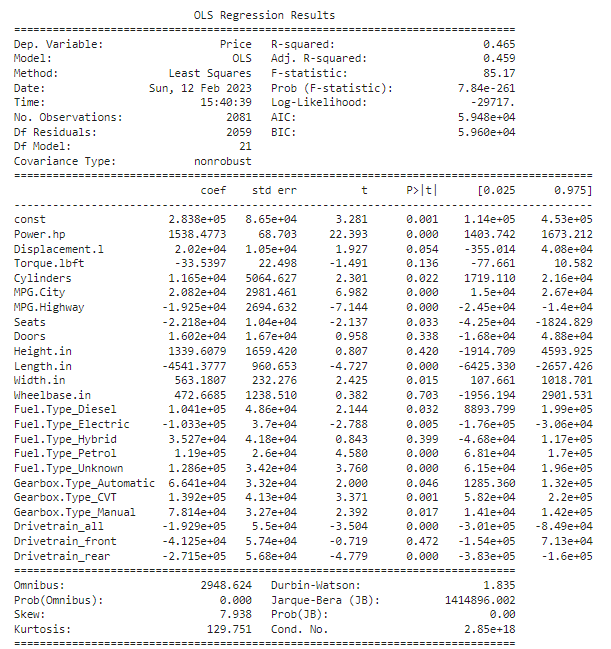 OLS Regression Results
==============================================================================
Dep. Variable: Price R-squared: 0.465
Model: OLS Adj. R-squared: 0.459
Method: Least Squares F-statistic: 85.17
Date: Sun, 12 Feb 2023 Prob (F-statistic): 7.84e-261
Time: 15:40:39 Log-Likelihood: -29717.
No. Observations: 2081 AIC: 5.948e+04
Df Residuals: 2059 BIC: 5.960e+04
Df Model: 21
Covariance Type: nonrobust
==========================================================================================
coef std err t P>|t| [0.025 0.975]
------------------------------------------------------------------------------------------
const 2.838e+05 8.65e+04 3.281 0.001 1.14e+05 4.53e+05
Power.hp 1538.4773 68.703 22.393 0.000 1403.742 1673.212
Displacement.l 2.02e+04 1.05e+04 1.927 0.054 -355.014 4.08e+04
Torque.lbft -33.5397 22.498 -1.491 0.136 -77.661 10.582
Cylinders 1.165e+04 5064.627 2.301 0.022 1719.110 2.16e+04
MPG.City 2.082e+04 2981.461 6.982 0.000 1.5e+04 2.67e+04
MPG.Highway -1.925e+04 2694.632 -7.144 0.000 -2.45e+04 -1.4e+04
Seats -2.218e+04 1.04e+04 -2.137 0.033 -4.25e+04 -1824.829
Doors 1.602e+04 1.67e+04 0.958 0.338 -1.68e+04 4.88e+04
Height.in 1339.6079 1659.420 0.807 0.420 -1914.709 4593.925
Length.in -4541.3777 960.653 -4.727 0.000 -6425.330 -2657.426
Width.in 563.1807 232.276 2.425 0.015 107.661 1018.701
Wheelbase.in 472.6685 1238.510 0.382 0.703 -1956.194 2901.531
Fuel.Type_Diesel 1.041e+05 4.86e+04 2.144 0.032 8893.799 1.99e+05
Fuel.Type_Electric -1.033e+05 3.7e+04 -2.788 0.005 -1.76e+05 -3.06e+04
Fuel.Type_Hybrid 3.527e+04 4.18e+04 0.843 0.399 -4.68e+04 1.17e+05
Fuel.Type_Petrol 1.19e+05 2.6e+04 4.580 0.000 6.81e+04 1.7e+05
Fuel.Type_Unknown 1.286e+05 3.42e+04 3.760 0.000 6.15e+04 1.96e+05
Gearbox.Type_Automatic 6.641e+04 3.32e+04 2.000 0.046 1285.360 1.32e+05
Gearbox.Type_CVT 1.392e+05 4.13e+04 3.371 0.001 5.82e+04 2.2e+05
Gearbox.Type_Manual 7.814e+04 3.27e+04 2.392 0.017 1.41e+04 1.42e+05
Drivetrain_all -1.929e+05 5.5e+04 -3.504 0.000 -3.01e+05 -8.49e+04
Drivetrain_front -4.125e+04 5.74e+04 -0.719 0.472 -1.54e+05 7.13e+04
Drivetrain_rear -2.715e+05 5.68e+04 -4.779 0.000 -3.83e+05 -1.6e+05
==============================================================================
Omnibus: 2948.624 Durbin-Watson: 1.835
Prob(Omnibus): 0.000 Jarque-Bera (JB): 1414896.002
Skew: 7.938 Prob(JB): 0.00
Kurtosis: 129.751 Cond. No. 2.85e+18
==============================================================================